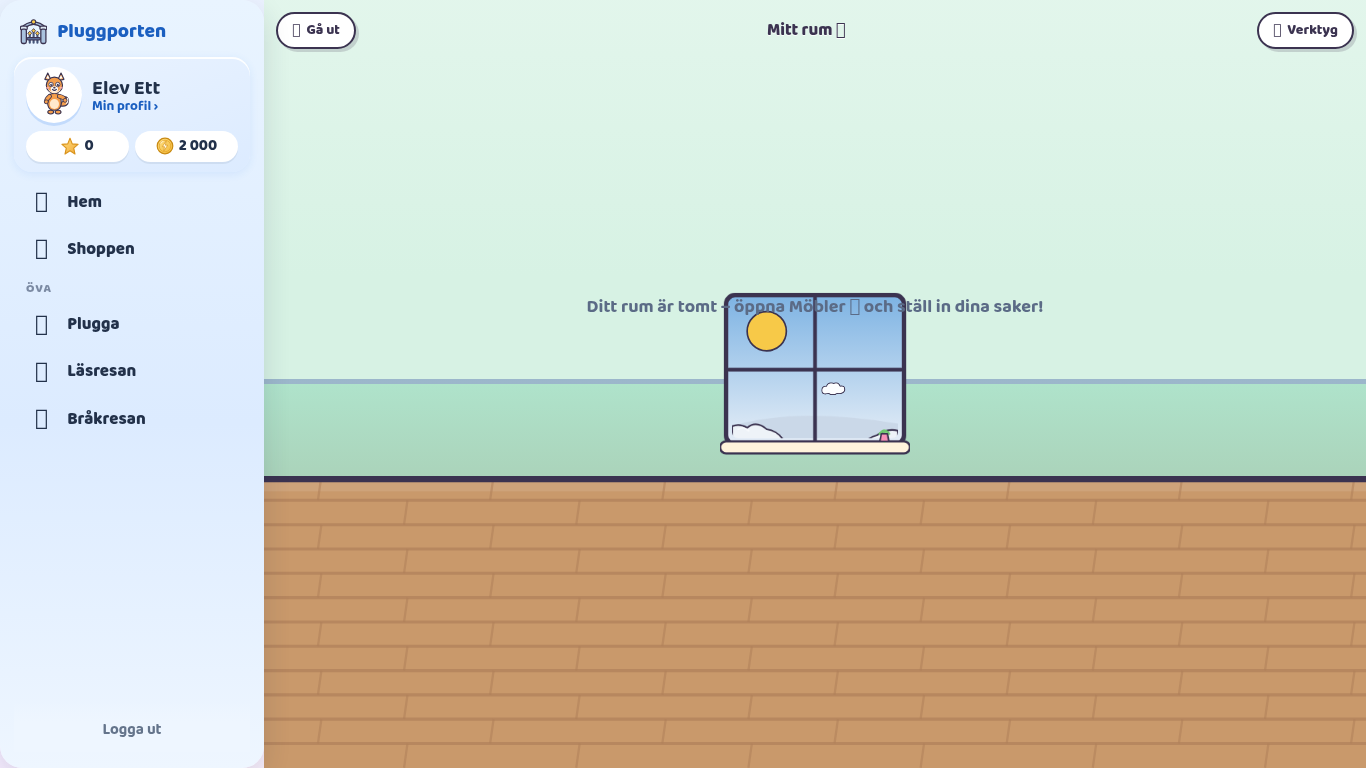 Pluggporten
Elev Ett
Min profil ›
0
2 000
Hem
Shoppen
ÖVA
Plugga
Läsresan
Bråkresan
Logga ut
Gå ut
Mitt rum
Verktyg
Ditt rum är tomt – öppna Möbler och ställ in dina saker!